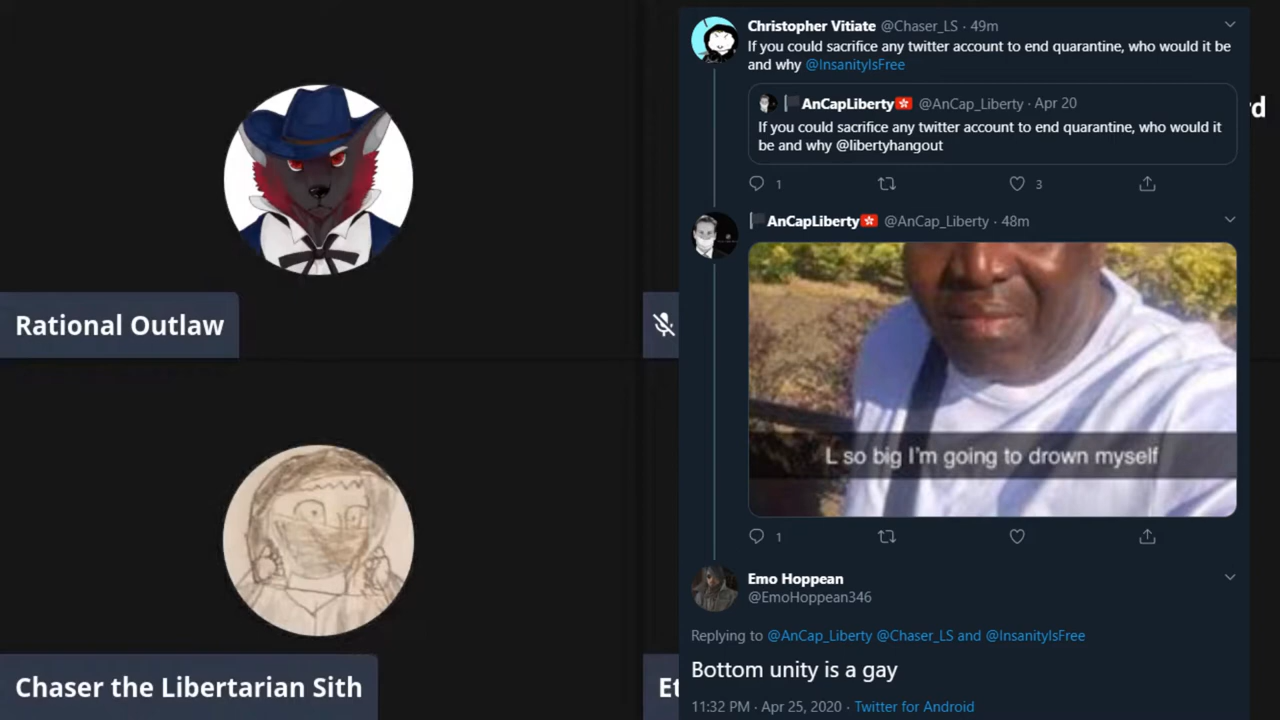 Rational Outlaw
Chaser the Libertarian Sith
Christopher Vitiate @Chaser_LS · 49m
If you could sacrifice any twitter account to end quarantine, who would it be
and why @InsanityIsFree
AnCapLiberty @AnCap_Liberty · Apr 20
If you could sacrifice any twitter account to end quarantine, who would it
be and why @libertyhangout
1
3
AnCapLiberty @AnCap_Liberty · 48m
L so big I'm going to drown myself
1
Emo Hoppean
@EmoHoppean346
Replying to @AnCap_Liberty @Chaser_LS and @InsanityIsFree
Bottom unity is a gay
11:32 PM · Apr 25, 2020 · Twitter for Android